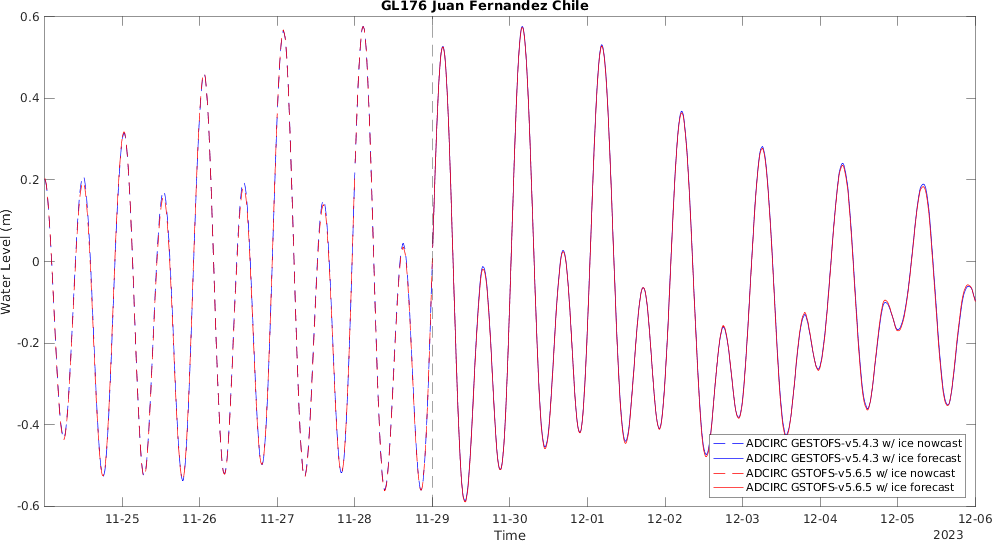 GL176 Juan Fernandez Chile
0.6
0.4
0.2
0
-0.2
-0.4
-0.6
Water Level (m)
ADCIRC GESTOFS-v5.4.3 w/ ice nowcast
ADCIRC GESTOFS-v5.4.3 w/ ice forecast
ADCIRC GSTOFS-v5.6.5 w/ ice nowcast
ADCIRC GSTOFS-v5.6.5 w/ ice forecast
11-25 11-26 11-27 11-28 11-29 11-30 12-01 12-02 12-03 12-04 12-05 12-06
Time
2023